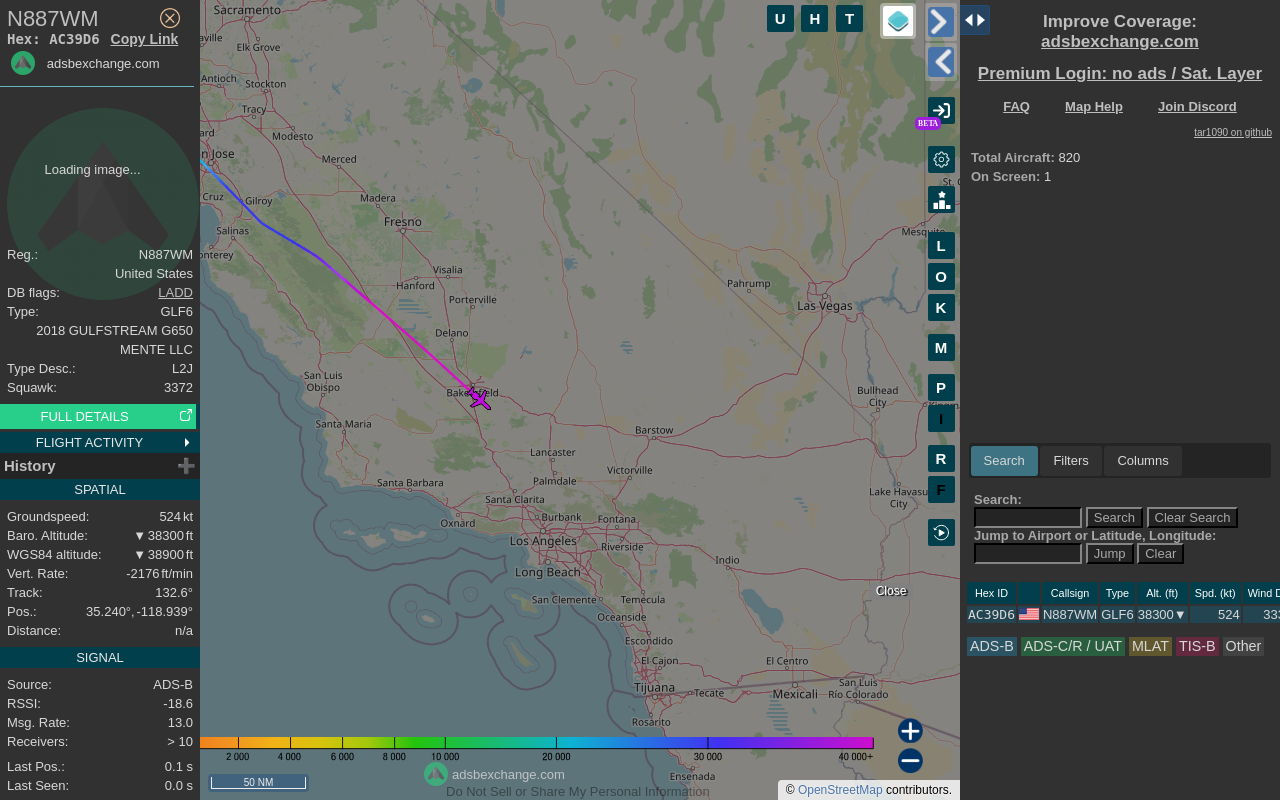 N887WM
Hex: AC39D6 Copy Link
adsbexchange.com
Loading image...
Reg.: N887WM
United States
DB flags: LADD
Type: GLF6
2018 GULFSTREAM G650
MENTE LLC
Type Desc.: L2J
Squawk: 3372
FULL DETAILS
FLIGHT ACTIVITY
History
SPATIAL
Groundspeed: 524 kt
Baro. Altitude: ▼ 38300 ft
WGS84 altitude: ▼ 38900 ft
Vert. Rate: -2176 ft/min
Track: 132.6°
Pos.: 35.240°, -118.939°
Distance: n/a
SIGNAL
Source: ADS-B
RSSI: -18.6
Msg. Rate: 13.0
Receivers: > 10
Last Pos.: 0.1 s
Last Seen: 0.0 s
Sacramento
Elk Grove
Antioch
Stockton
Tracy
Modesto
Merced
Gilroy
Madera
Fresno
Salinas
Visalia
Hanford
Porterville
Delano
San Luis
Obispo
Santa Maria
Lancaster
Palmdale
Santa Barbara
Santa Clarita
Oxnard
Burbank
Fontana
Los Angeles
Riverside
Long Beach
San Clemente
Temecula
Oceanside
Escondido
El Cajon
Tijuana
Tecate
Rosarito
Ensenada
Barstow
Victorville
Indio
El Centro
Mexicali
San Luis
Río Colorado
Pahrump
Las Vegas
Bullhead
City
Lake Havasu
City
U
H
T
BETA
L
O
K
M
P
I
R
F
Close
2 000
4 000
6 000
8 000
10 000
20 000
30 000
40 000+
50 NM
adsbexchange.com
Do Not Sell or Share My Personal Information
© OpenStreetMap contributors.
Improve Coverage:
adsbexchange.com
Premium Login: no ads / Sat. Layer
FAQ Map Help Join Discord
tar1090 on github
Total Aircraft: 820
On Screen: 1
Search Filters Columns
Search:
Search Clear Search
Jump to Airport or Latitude, Longitude:
Jump Clear
Hex ID Callsign Type Alt. (ft) Spd. (kt) Wind D
AC39D6 N887WM GLF6 38300▼ 524 333
ADS-B ADS-C/R / UAT MLAT TIS-B Other